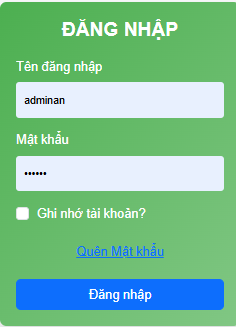 ĐĂNG NHẬP
Tên đăng nhập
adminan
Mật khẩu
••••••
Ghi nhớ tài khoản?
Quên Mật khẩu
Đăng nhập